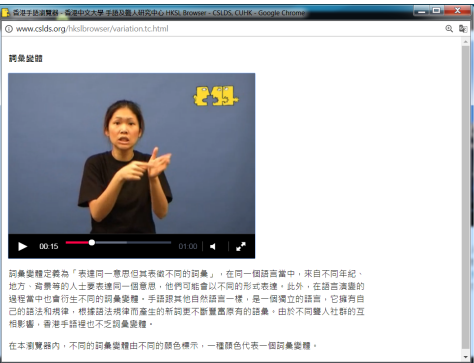 香港手語瀏覽器 - 香港中文大學 手語及聾人研究中心 HKSL Browser - CSLDS, CUHK - Google Chrome
www.cslds.org/hkslbrowser/variation.tc.html
詞彙變體
00:15
01:00
詞彙變體定義為「表達同一意思但其表徵不同的詞彙」，在同一個語言當中，來自不同年紀、
地方、背景等的人士要表達同一個意思，他們可能會以不同的形式表達。此外，在語言演變的
過程當中也會衍生不同的詞彙變體。手語跟其他自然語言一樣，是一個獨立的語言，它擁有自
己的語法和規律，根據語法規律而產生的新詞更不斷豐富原有的語彙。由於不同聾人社群的互
相影響，香港手語裡也不乏詞彙變體。
在本瀏覽器內，不同的詞彙變體由不同的顏色標示，一種顏色代表一個詞彙變體。